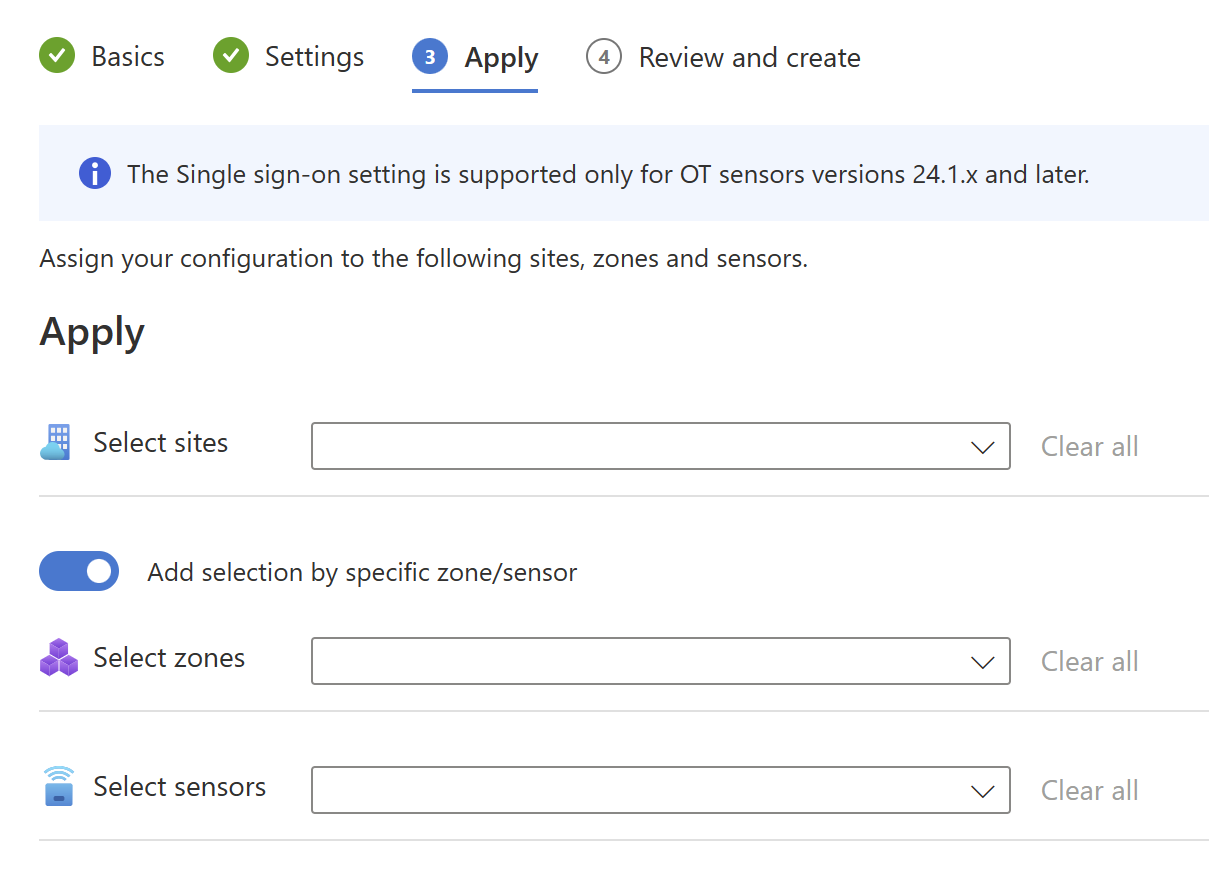 Basics Settings 3 Apply 4 Review and create
The Single sign-on setting is supported only for OT sensors versions 24.1.x and later.
Assign your configuration to the following sites, zones and sensors.
Apply
Select sites Clear all
Add selection by specific zone/sensor
Select zones Clear all
Select sensors Clear all